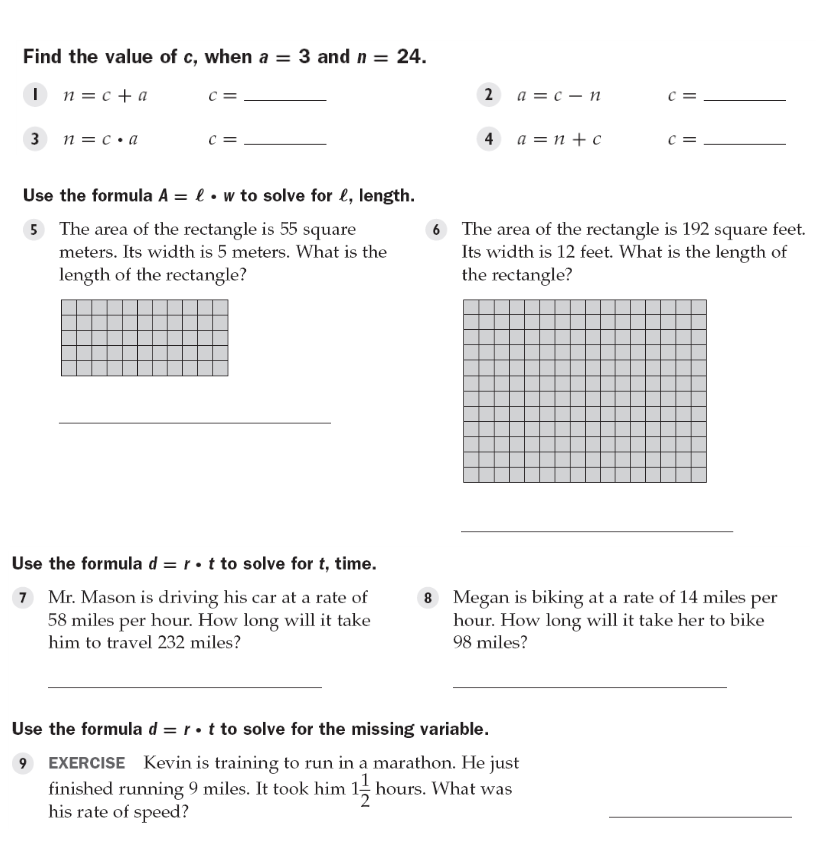 Find the value of c, when a = 3 and n = 24.
1 n = c + a c = ________ 2 a = c − n c = ________
3 n = c • a c = ________ 4 a = n + c c = ________
Use the formula A = ℓ • w to solve for ℓ, length.
5 The area of the rectangle is 55 square
meters. Its width is 5 meters. What is the
length of the rectangle?
6 The area of the rectangle is 192 square feet.
Its width is 12 feet. What is the length of
the rectangle?
Use the formula d = r • t to solve for t, time.
7 Mr. Mason is driving his car at a rate of
58 miles per hour. How long will it take
him to travel 232 miles?
8 Megan is biking at a rate of 14 miles per
hour. How long will it take her to bike
98 miles?
Use the formula d = r • t to solve for the missing variable.
9 EXERCISE Kevin is training to run in a marathon. He just
finished running 9 miles. It took him 1 1/2 hours. What was
his rate of speed?